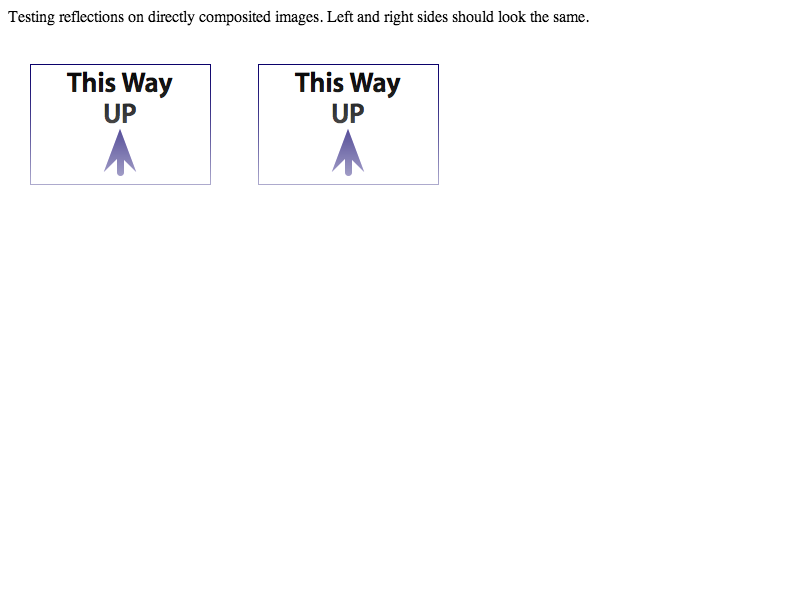 Testing reflections on directly composited images. Left and right sides should look the same.
This Way
UP
This Way
UP